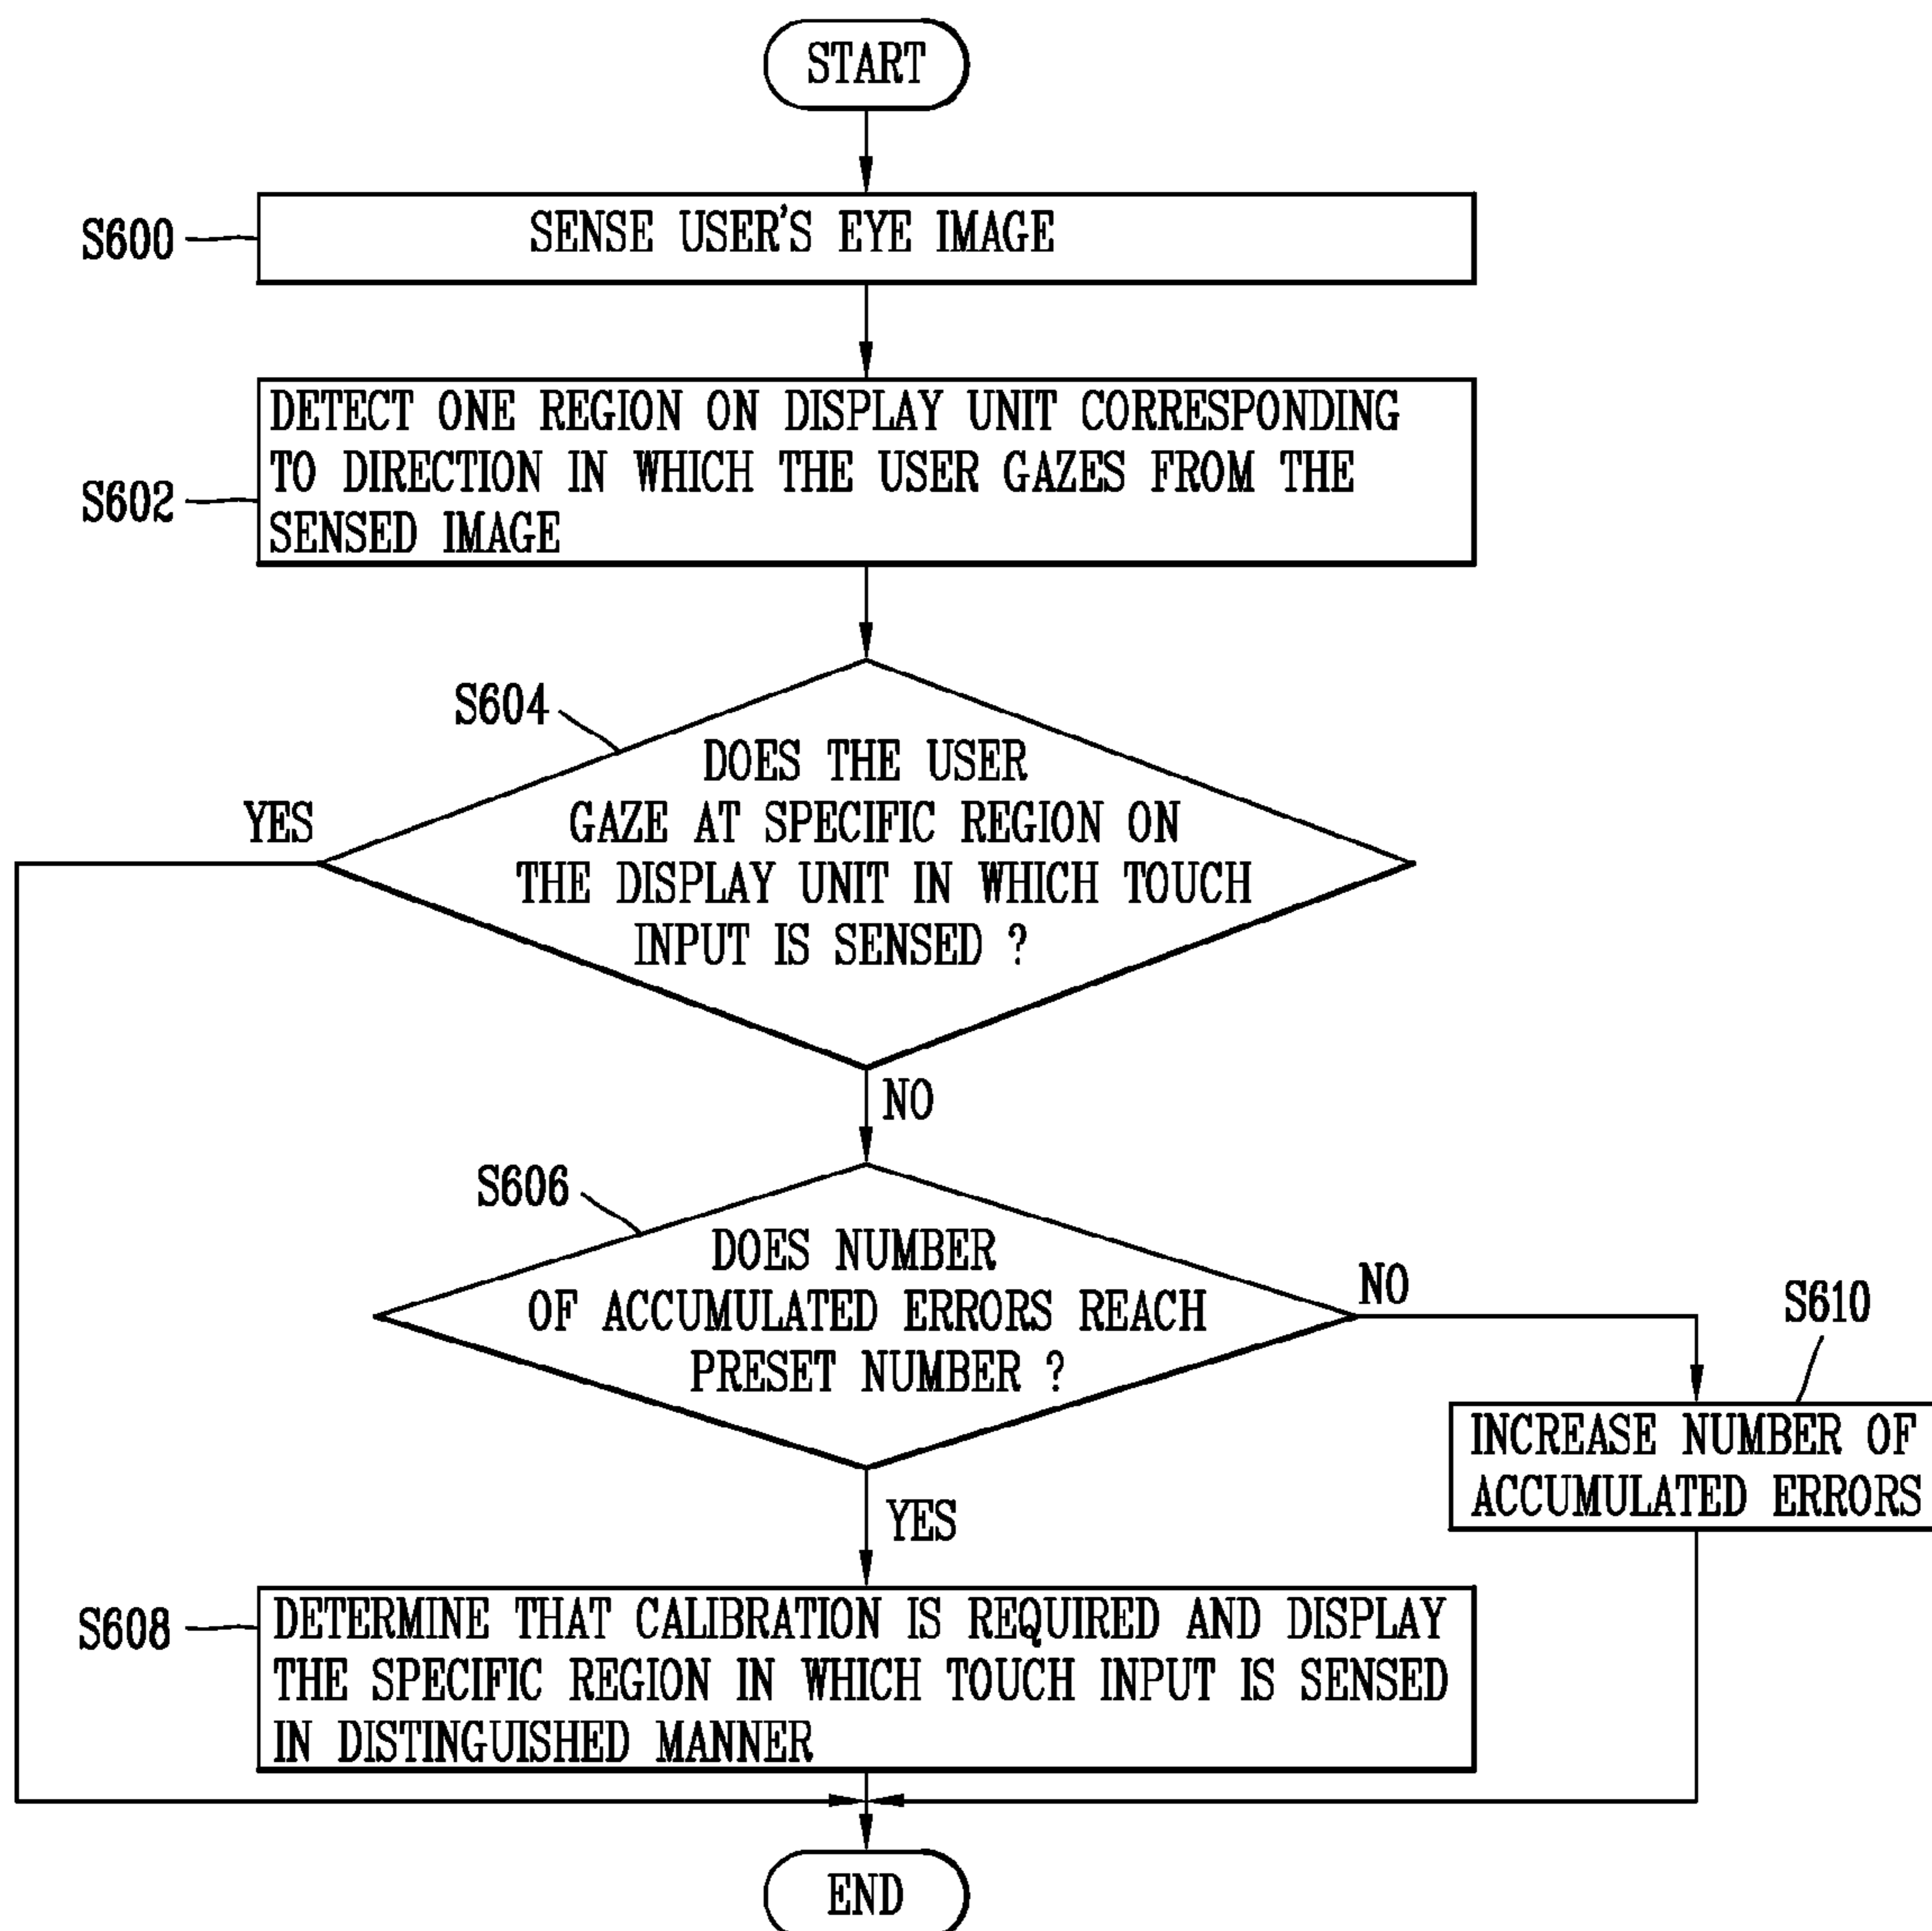 START
S600
SENSE USER'S EYE IMAGE
S602
DETECT ONE REGION ON DISPLAY UNIT CORRESPONDING
TO DIRECTION IN WHICH THE USER GAZES FROM THE
SENSED IMAGE
S604
DOES THE USER
GAZE AT SPECIFIC REGION ON
THE DISPLAY UNIT IN WHICH TOUCH
INPUT IS SENSED ?
YES
NO
S606
DOES NUMBER
OF ACCUMULATED ERRORS REACH
PRESET NUMBER ?
NO
S610
INCREASE NUMBER OF
ACCUMULATED ERRORS
YES
S608
DETERMINE THAT CALIBRATION IS REQUIRED AND DISPLAY
THE SPECIFIC REGION IN WHICH TOUCH INPUT IS SENSED
IN DISTINGUISHED MANNER
END